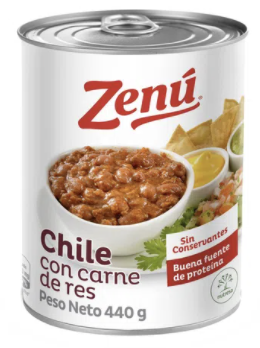 Zenú
Sin
Conservantes
Buena fuente
de proteína
Chile
con carne
de res
Peso Neto 440 g